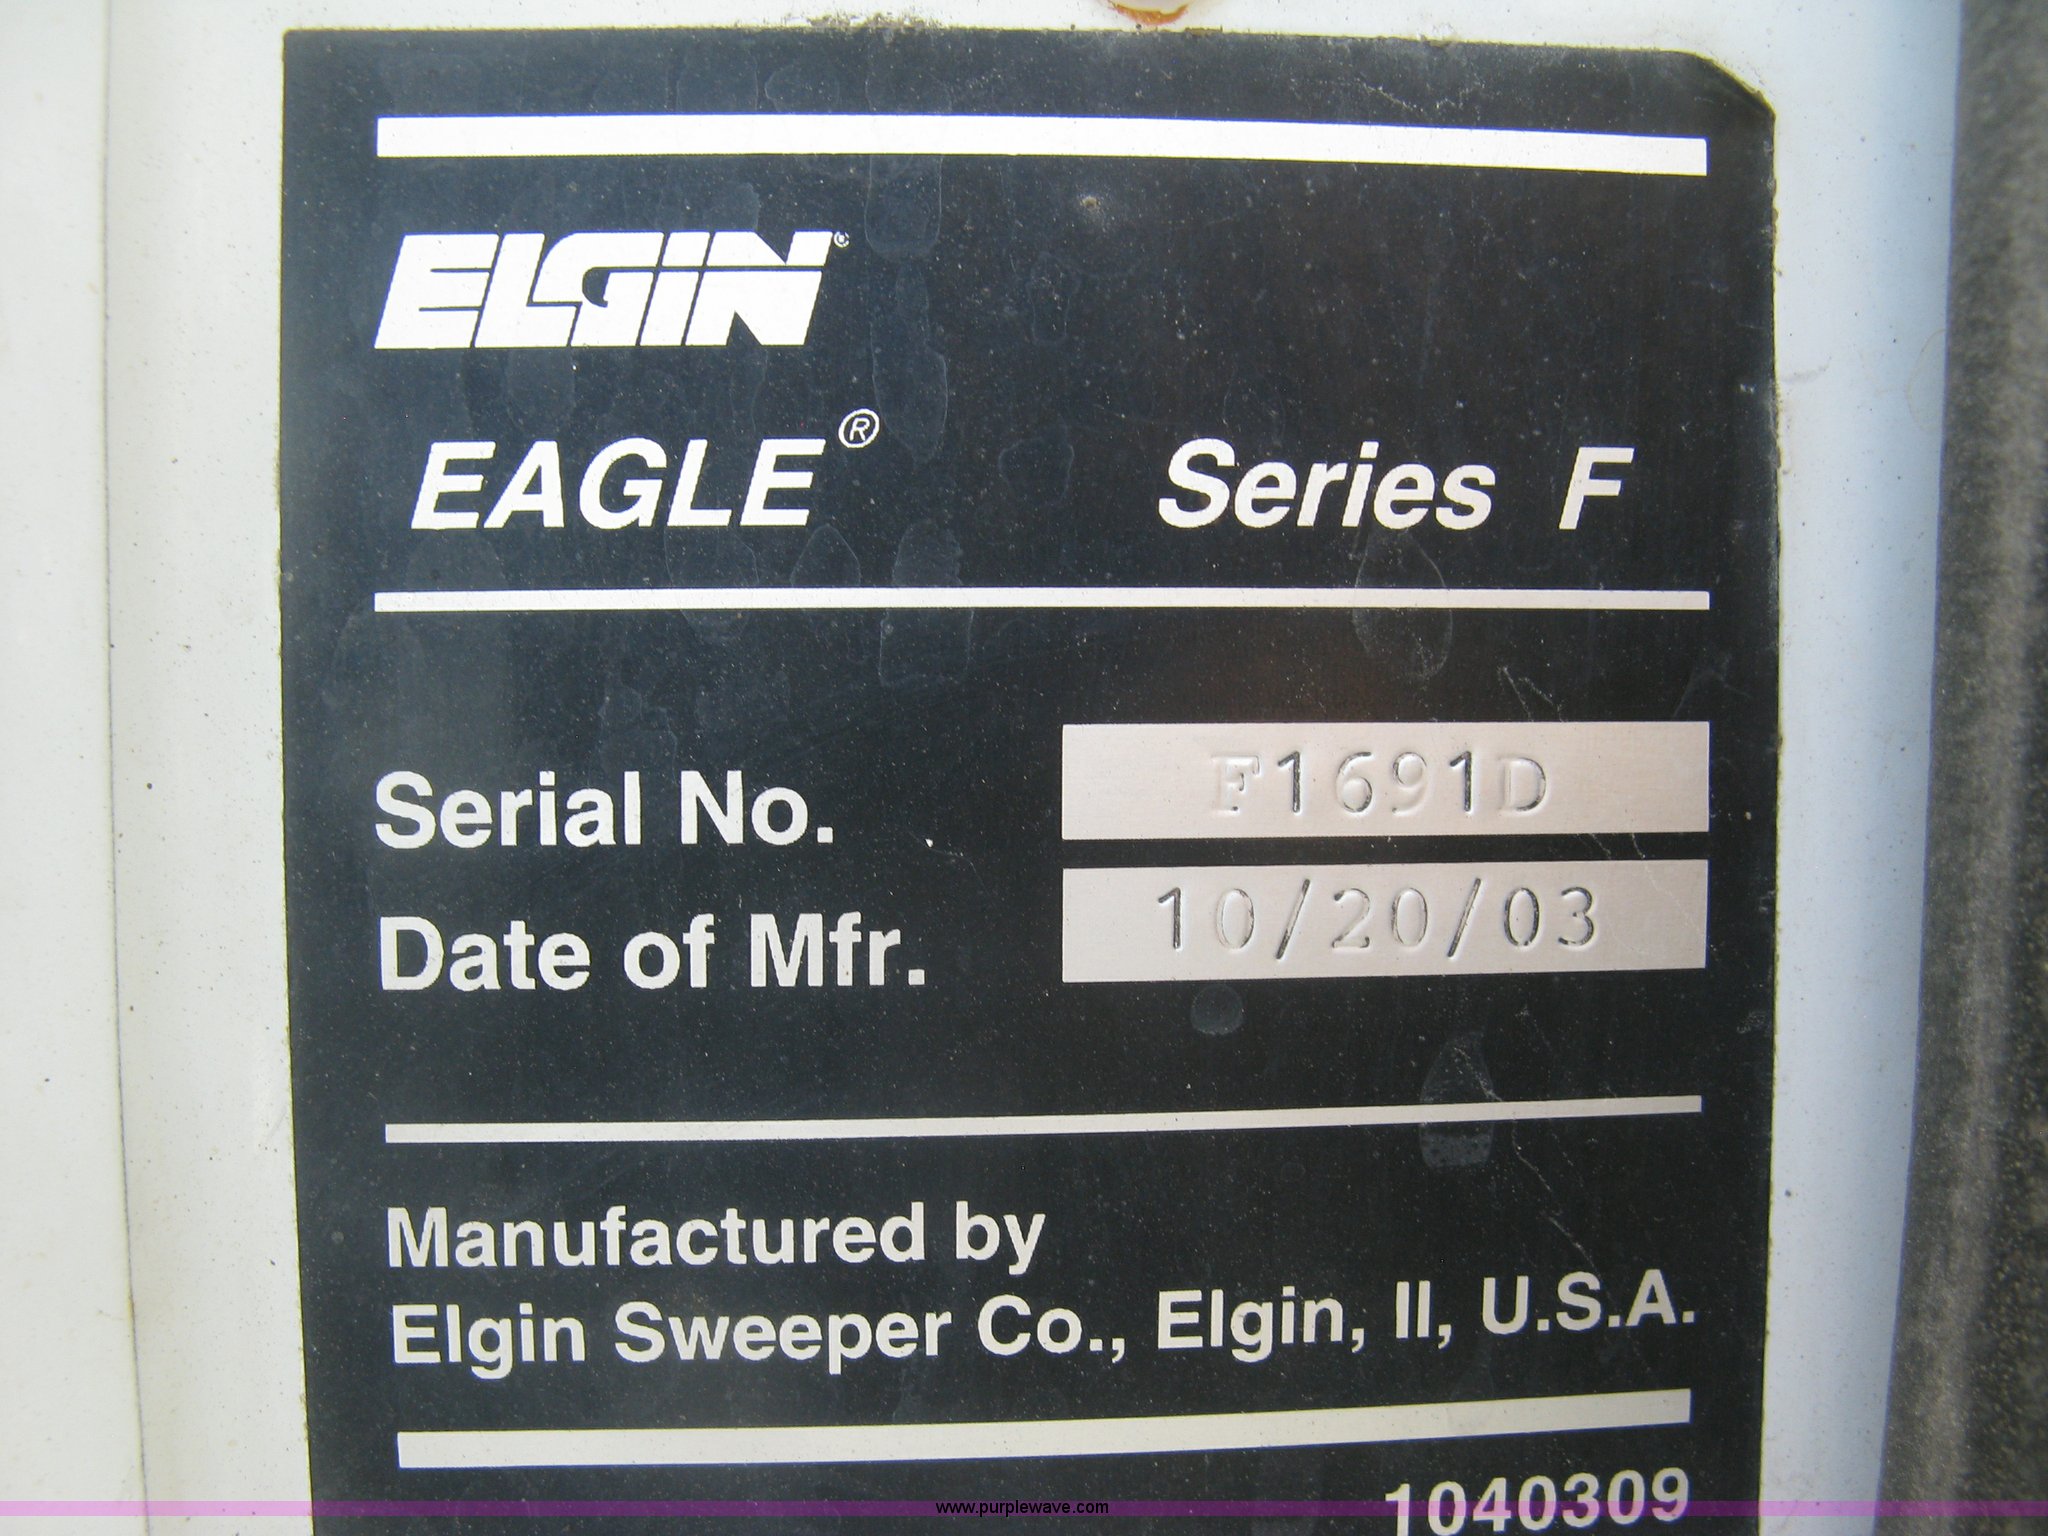 ELGIN®
EAGLE® Series F
Serial No. F1691D
Date of Mfr. 10/20/03
Manufactured by
Elgin Sweeper Co., Elgin, Il, U.S.A.
1040309
www.purplewave.com